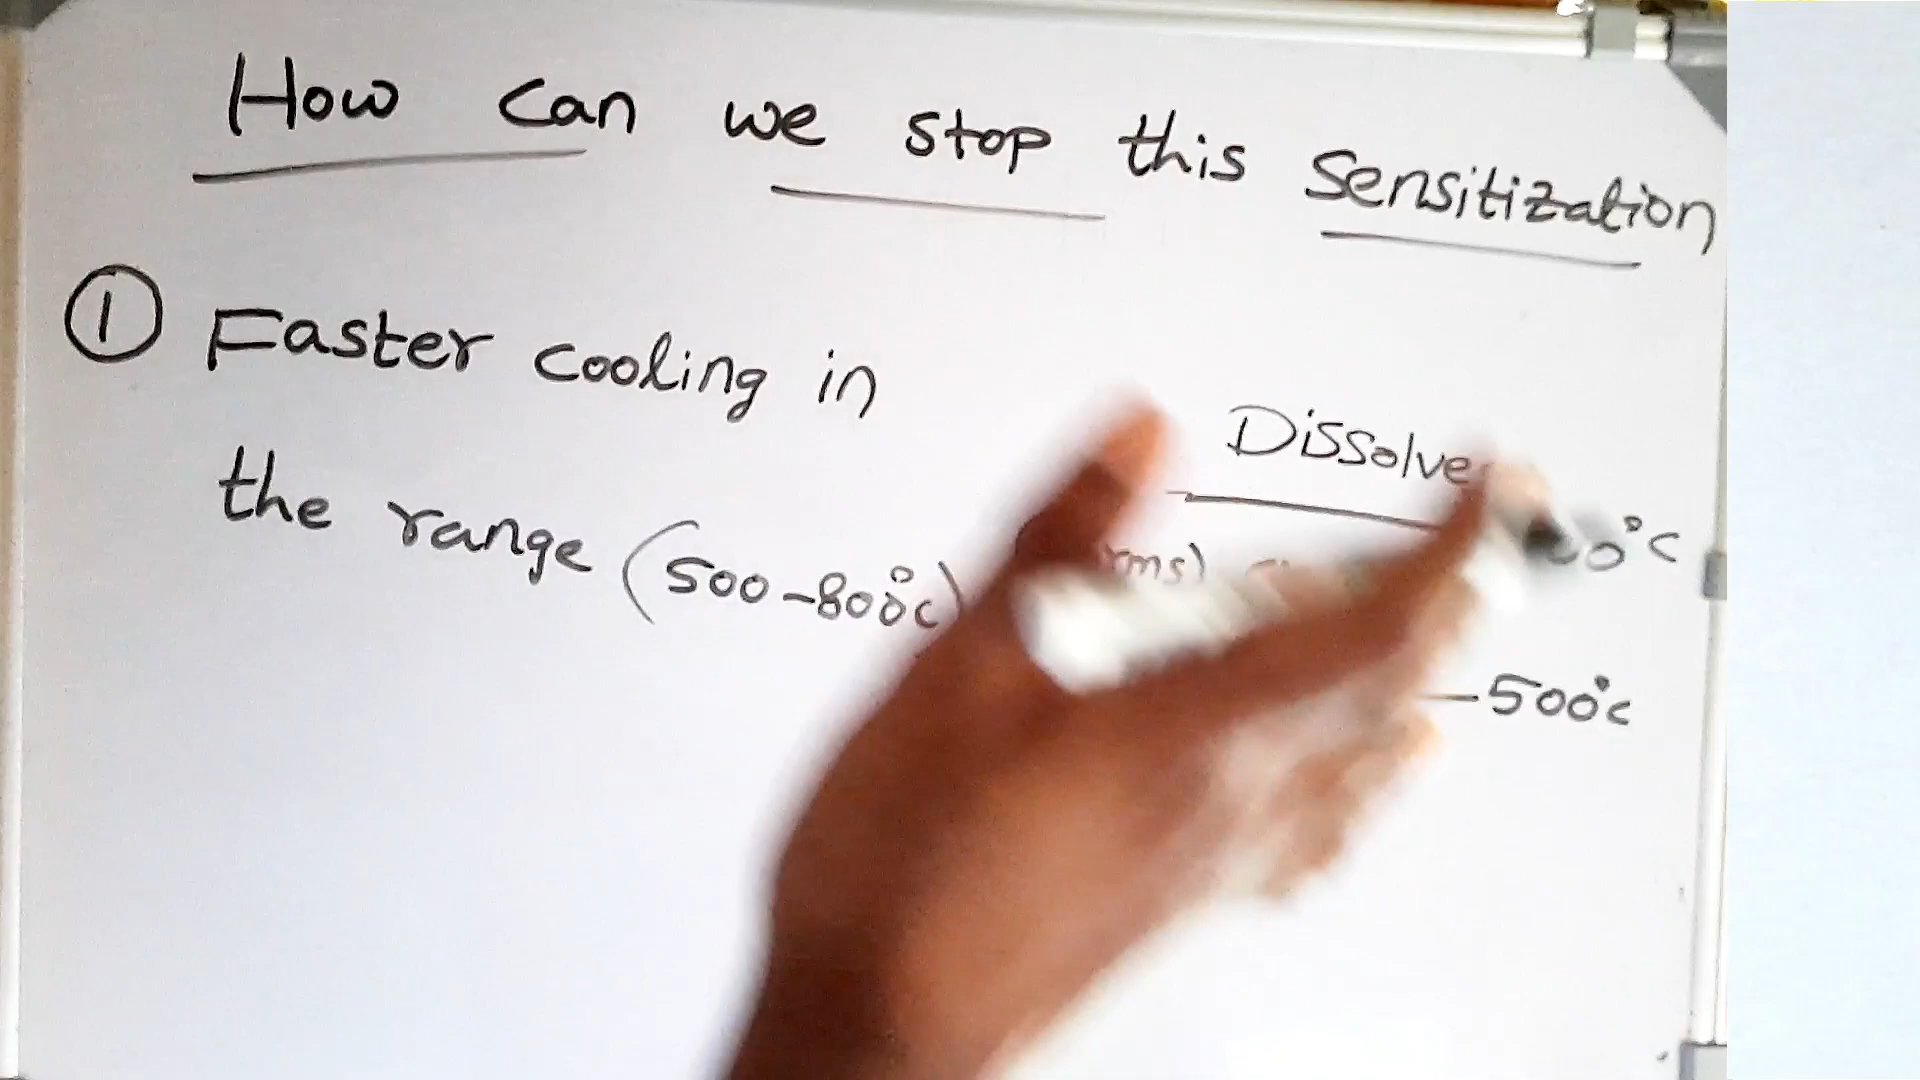 How can we stop this Sensitization
① Faster cooling in
the range (500-800°c)
Dissolve
-500°c